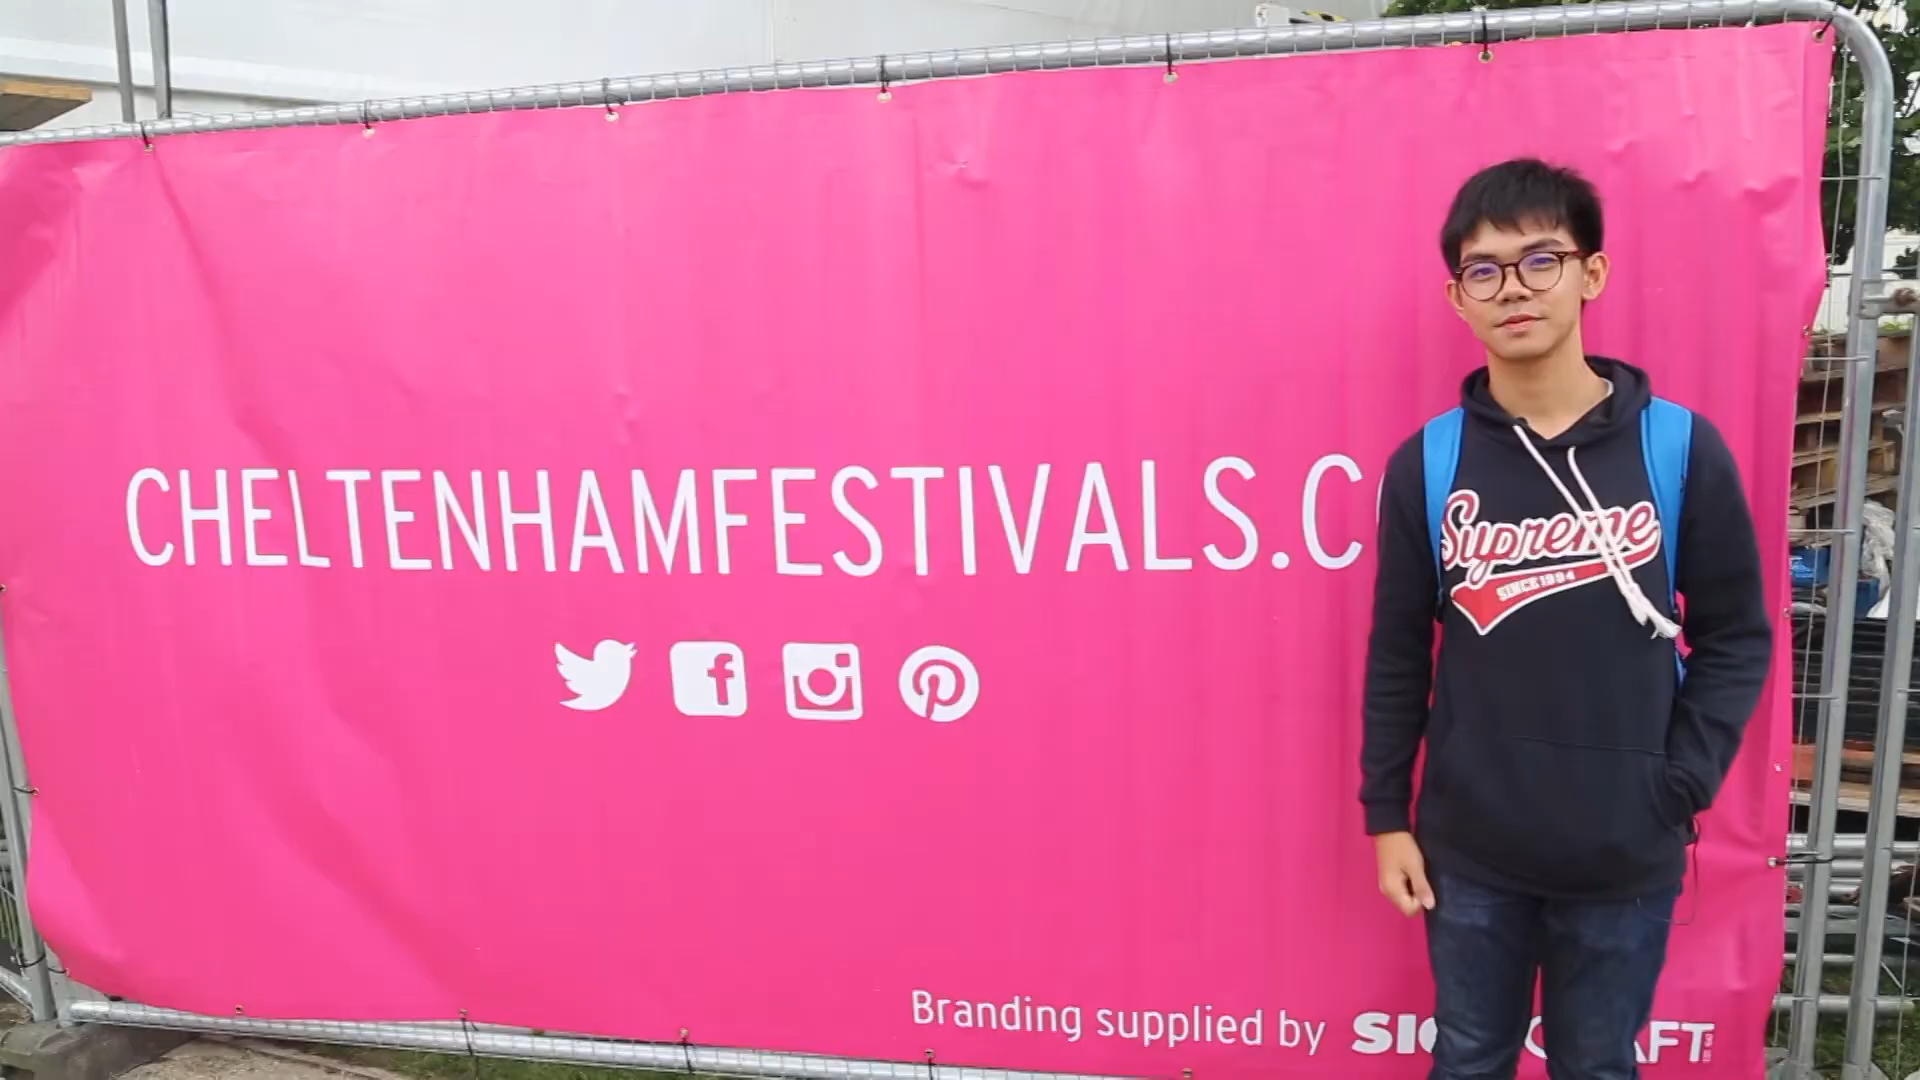 CHELTENHAMFESTIVALS.C
Supreme
SINCE 1994
Branding supplied by